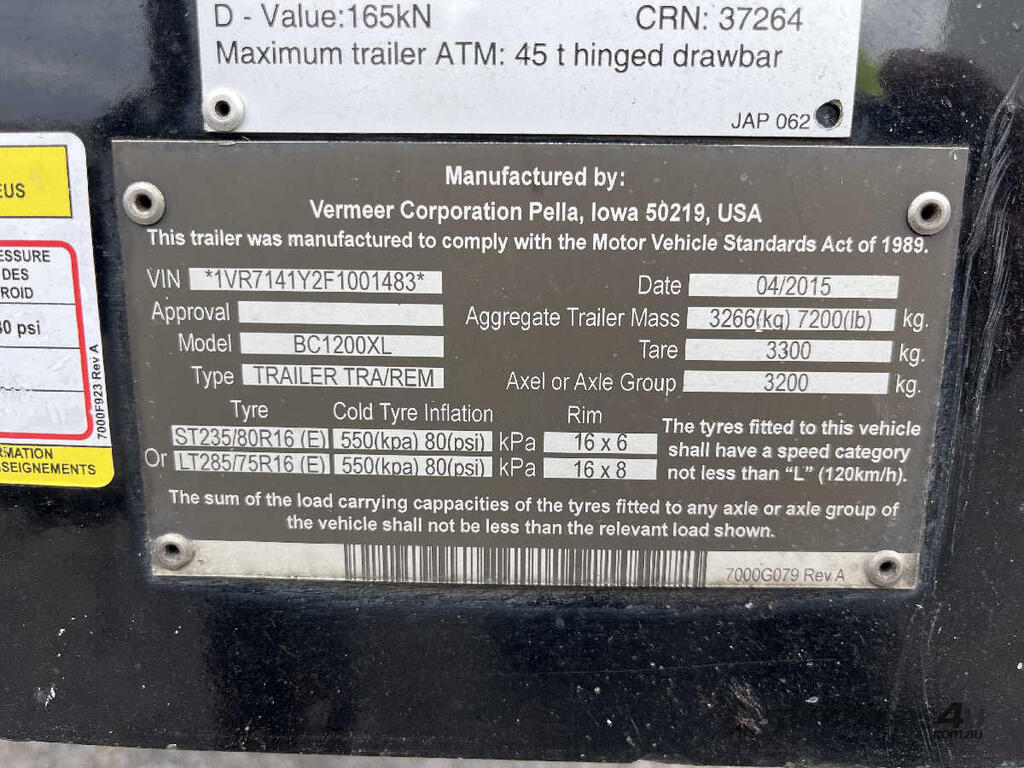 D - Value:165kN CRN: 37264
Maximum trailer ATM: 45 t hinged drawbar
JAP 062
EUS
ESSURE
DES
ROID
80 psi
7000F923 Rev A
RMATION
SEIGNEMENTS
Manufactured by:
Vermeer Corporation Pella, Iowa 50219, USA
This trailer was manufactured to comply with the Motor Vehicle Standards Act of 1989.
VIN *1VR7141Y2F1001483* Date 04/2015
Approval Aggregate Trailer Mass 3266(kg) 7200(lb) kg.
Model BC1200XL Tare 3300 kg.
Type TRAILER TRA/REM Axel or Axle Group 3200 kg.
Tyre Cold Tyre Inflation Rim
ST235/80R16 (E) 550(kpa) 80(psi) kPa 16 x 6
Or LT285/75R16 (E) 550(kpa) 80(psi) kPa 16 x 8
The tyres fitted to this vehicle
shall have a speed category
not less than “L” (120km/h).
The sum of the load carrying cappacities of the tyres fitted to any axle or axle group of
the vehicle shall not be less than the relevant load shown.
7000G079 Rev A
4
.com.au